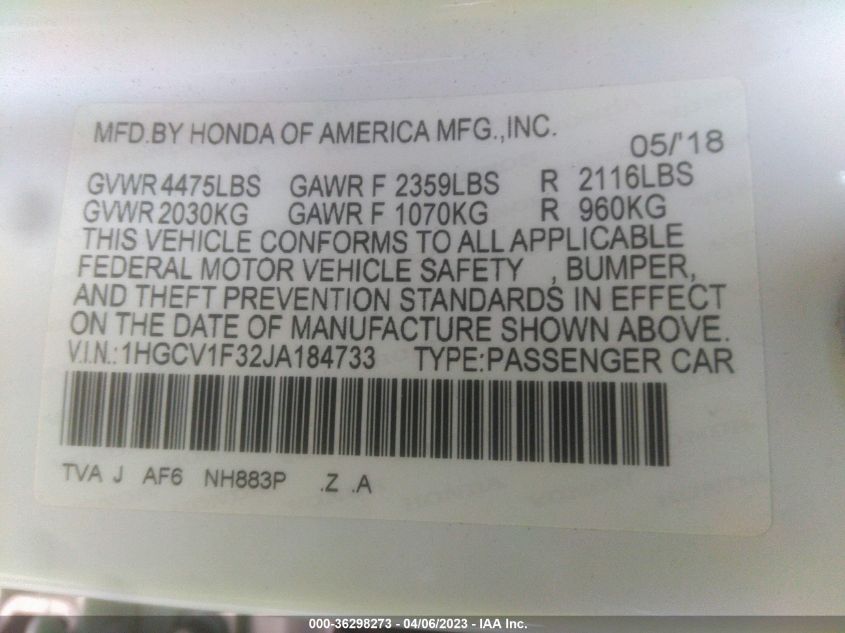 MFD.BY HONDA OF AMERICA MFG.,INC.
05/'18
GVWR 4475LBS GAWR F 2359LBS R 2116LBS
GVWR 2030KG GAWR F 1070KG R 960KG
THIS VEHICLE CONFORMS TO ALL APPLICABLE
FEDERAL MOTOR VEHICLE SAFETY , BUMPER,
AND THEFT PREVENTION STANDARDS IN EFFECT
ON THE DATE OF MANUFACTURE SHOWN ABOVE.
V.I.N.:1HGCV1F32JA184733 TYPE:PASSENGER CAR
TVA J AF6 NH883P .Z .A
000-36298273 - 04/06/2023 - IAA Inc.